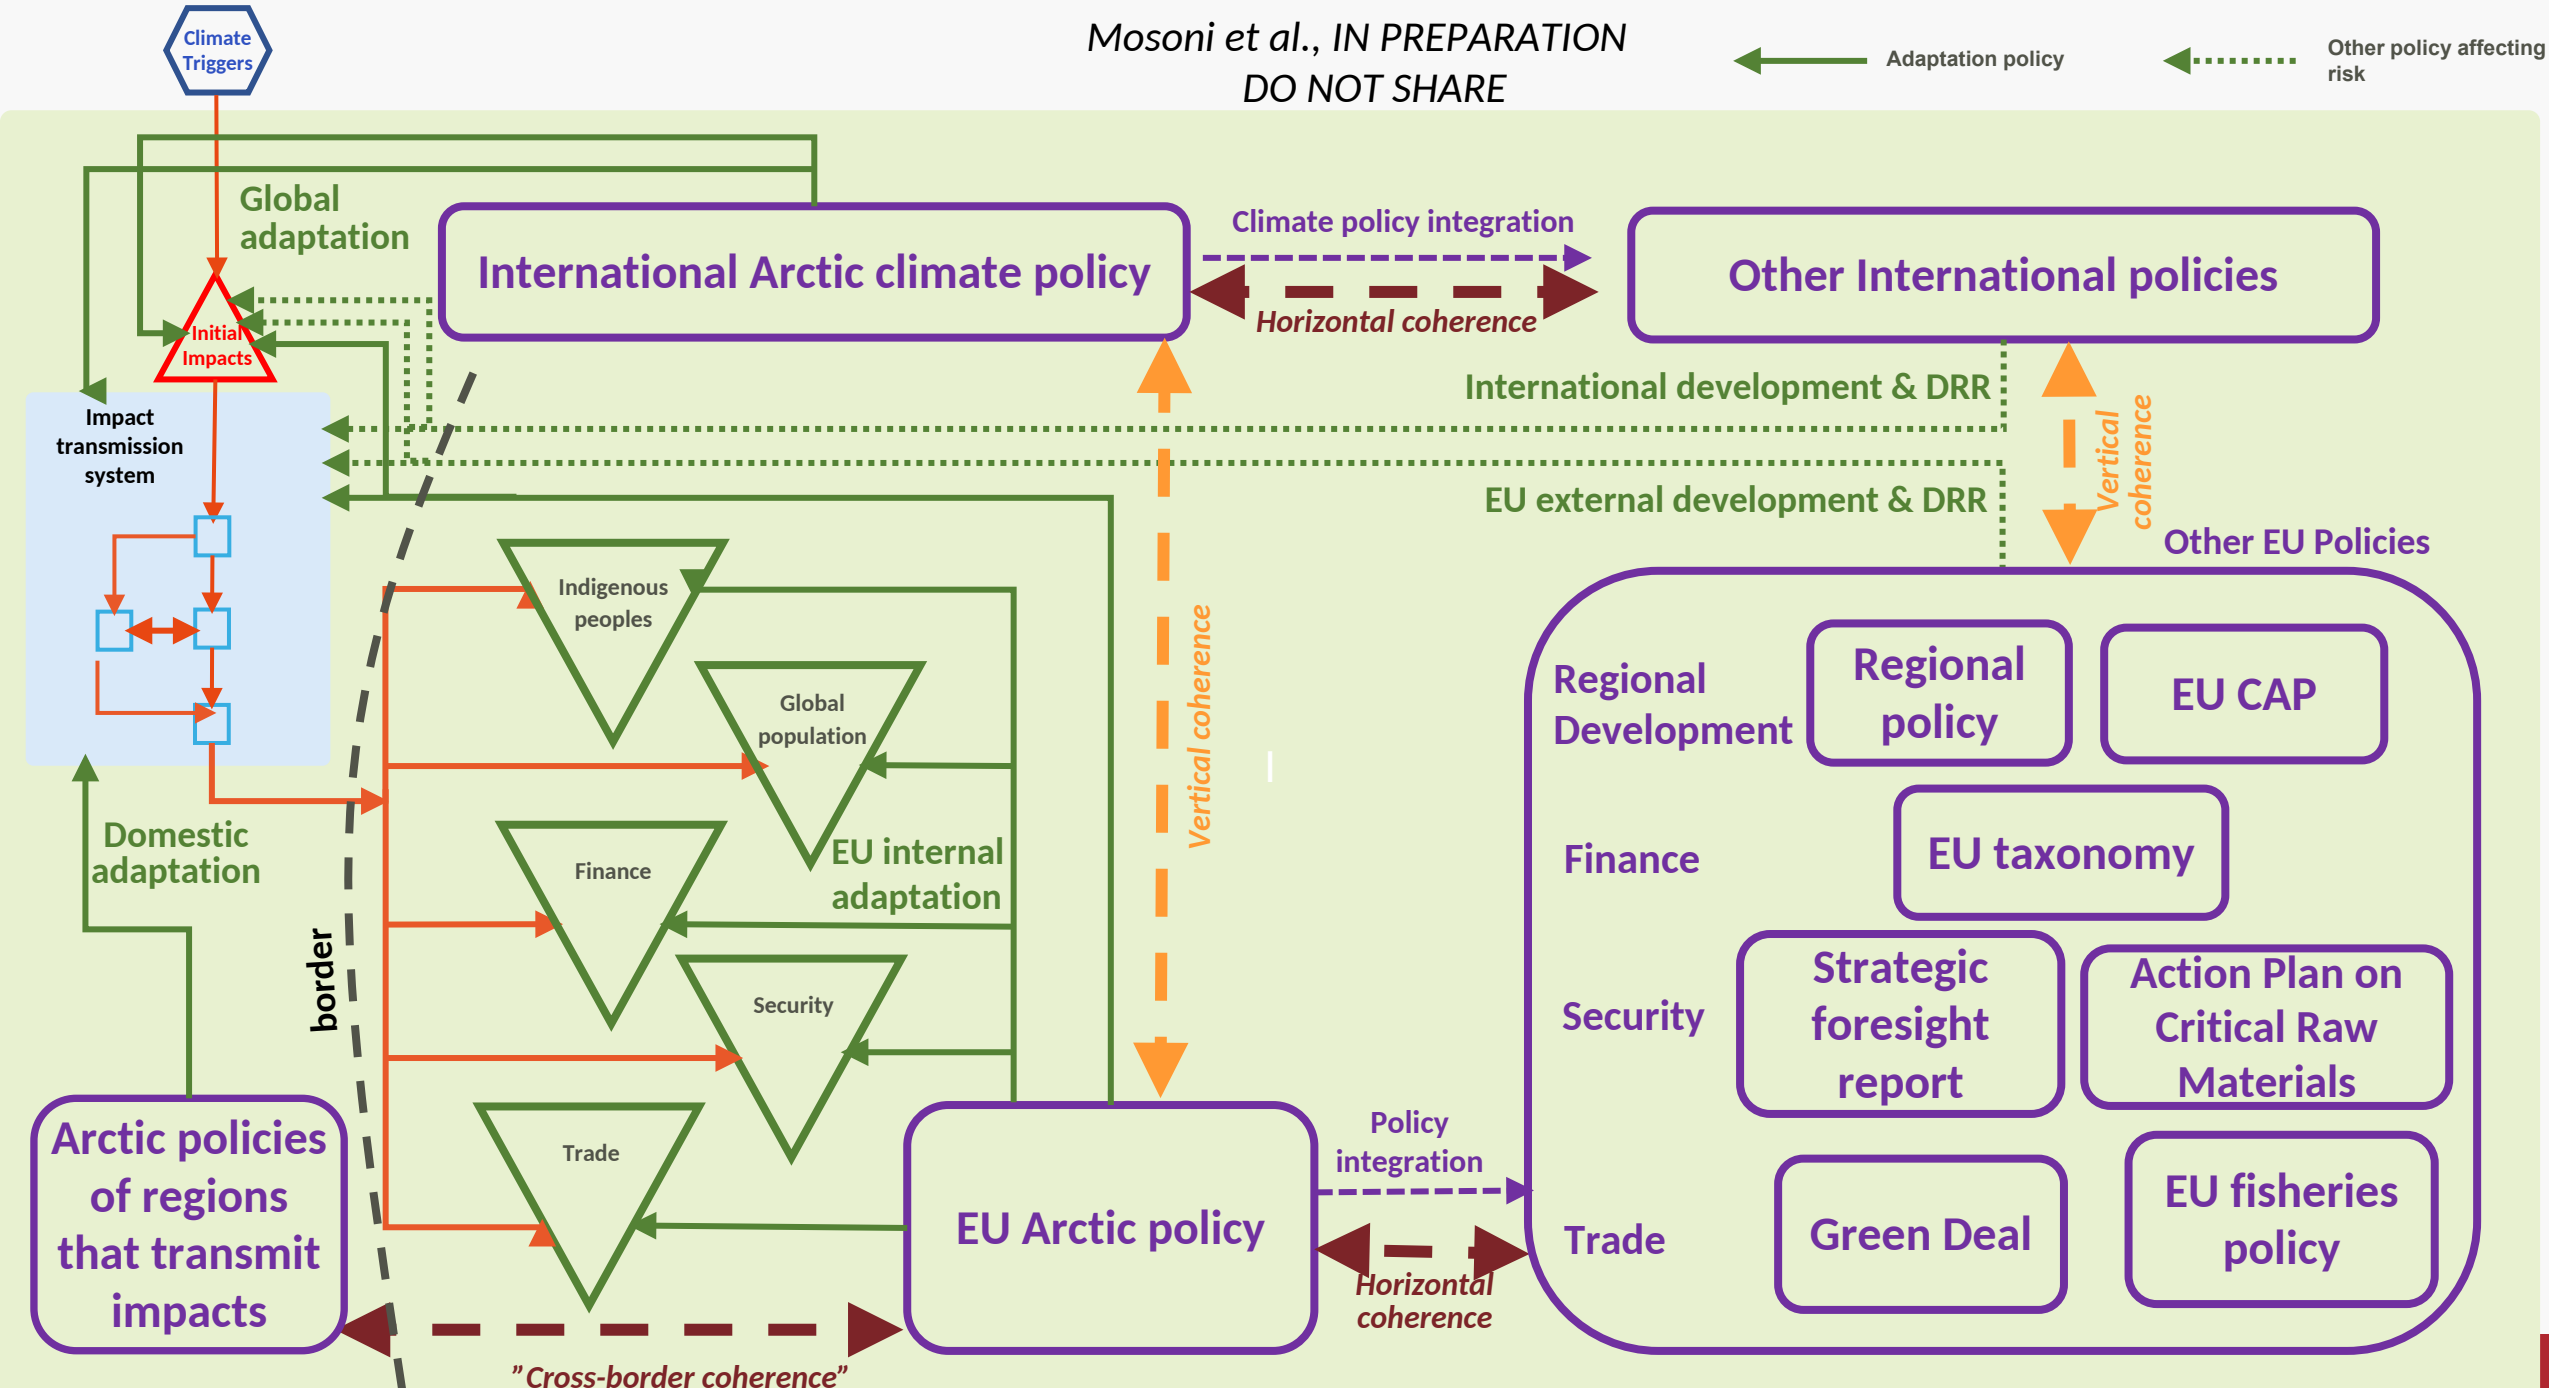 Climate
Triggers
Mosoni et al., IN PREPARATION
DO NOT SHARE
Adaptation policy
Other policy affecting
risk
Global
adaptation
International Arctic climate policy
Climate policy integration
Horizontal coherence
Other International policies
Initial
Impacts
Impact
transmission
system
International development & DRR
EU external development & DRR
Vertical
coherence
Other EU Policies
Indigenous
peoples
Global
population
Vertical coherence
Regional
Development
Regional
policy
EU CAP
Domestic
adaptation
Finance
EU internal
adaptation
Finance
EU taxonomy
border
Security
Security
Strategic
foresight
report
Action Plan on
Critical Raw
Materials
Arctic policies
of regions
that transmit
impacts
Trade
EU Arctic policy
Policy
integration
Horizontal
coherence
Trade
Green Deal
EU fisheries
policy
”Cross-border coherence”